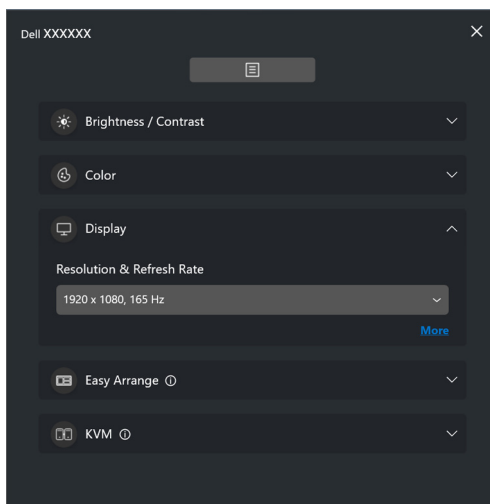 Dell XXXXXX
Brightness / Contrast
Color
Display
Resolution & Refresh Rate
1920 x 1080, 165 Hz
More
Easy Arrange
KVM